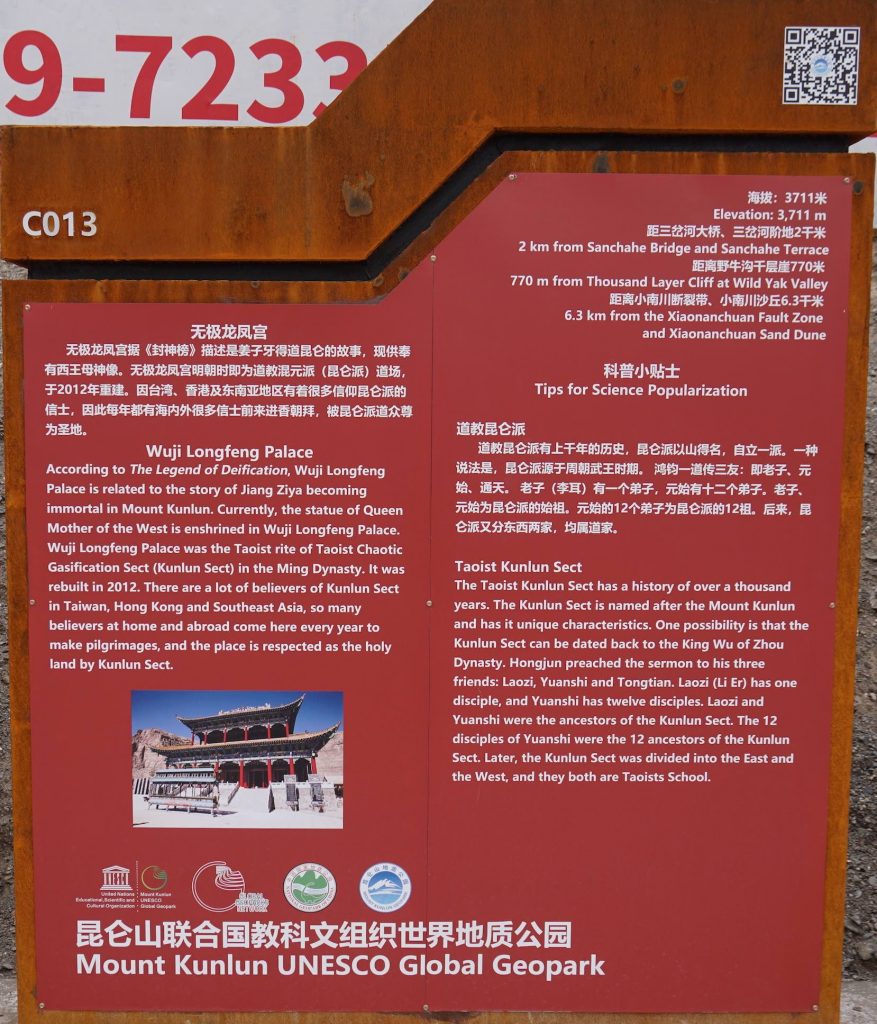 9-7233
C013
海拔：3711米
Elevation: 3,711 m
距三岔河大桥、三岔河阶地2千米
2 km from Sanchahe Bridge and Sanchahe Terrace
距离野牛沟千层崖770米
770 m from Thousand Layer Cliff at Wild Yak Valley
距离小南川断裂带、小南川沙丘6.3千米
6.3 km from the Xiaonanchuan Fault Zone
and Xiaonanchuan Sand Dune
无极龙凤宫
无极龙凤宫据《封神榜》描述是姜子牙得道昆仑的故事，现供奉
有西王母神像。无极龙凤宫明朝时即为道教混元派（昆仑派）道场，
于2012年重建。因台湾、香港及东南亚地区有着很多信仰昆仑派的
信士，因此每年都有海内外很多信士前来进香朝拜，被昆仑派道众尊
为圣地。
Wuji Longfeng Palace
According to The Legend of Deification, Wuji Longfeng
Palace is related to the story of Jiang Ziya becoming
immortal in Mount Kunlun. Currently, the statue of Queen
Mother of the West is enshrined in Wuji Longfeng Palace.
Wuji Longfeng Palace was the Taoist rite of Taoist Chaotic
Gasification Sect (Kunlun Sect) in the Ming Dynasty. It was
rebuilt in 2012. There are a lot of believers of Kunlun Sect
in Taiwan, Hong Kong and Southeast Asia, so many
believers at home and abroad come here every year to
make pilgrimages, and the place is respected as the holy
land by Kunlun Sect.
科普小贴士
Tips for Science Popularization
道教昆仑派
道教昆仑派有上千年的历史，昆仑派以山得名，自立一派。一种
说法是，昆仑派源于周朝武王时期。 鸿钧一道传三友：即老子、元
始、通天。 老子（李耳）有一个弟子，元始有十二个弟子。老子、
元始为昆仑派的始祖。元始的12个弟子为昆仑派的12祖。后来，昆
仑派又分东西两家，均属道家。
Taoist Kunlun Sect
The Taoist Kunlun Sect has a history of over a thousand
years. The Kunlun Sect is named after the Mount Kunlun
and has it unique characteristics. One possibility is that the
Kunlun Sect can be dated back to the King Wu of Zhou
Dynasty. Hongjun preached the sermon to his three
friends: Laozi, Yuanshi and Tongtian. Laozi (Li Er) has one
disciple, and Yuanshi has twelve disciples. Laozi and
Yuanshi were the ancestors of the Kunlun Sect. The 12
disciples of Yuanshi were the 12 ancestors of the Kunlun
Sect. Later, the Kunlun Sect was divided into the East and
the West, and they both are Taoists School.
United Nations
Educational, Scientific and
Cultural Organization
Mount Kunlun
UNESCO
Global Geopark
GLOBAL
GEOPARKS
NETWORK
昆仑山联合国教科文组织世界地质公园
Mount Kunlun UNESCO Global Geopark